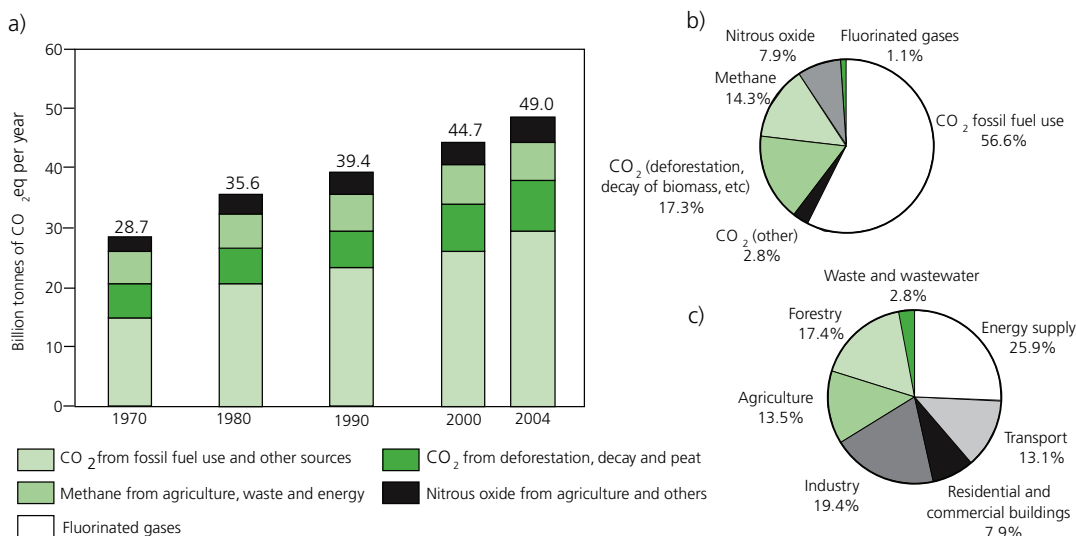 a)
Billion tonnes of CO 2eq per year
60
50
40
30
20
10
0
28.7
35.6
39.4
44.7
49.0
1970
1980
1990
2000
2004
CO 2 from fossil fuel use and other sources
CO 2 from deforestation, decay and peat
Methane from agriculture, waste and energy
Nitrous oxide from agriculture and others
Fluorinated gases
b)
Nitrous oxide
7.9%
Fluorinated gases
1.1%
Methane
14.3%
CO 2 fossil fuel use
56.6%
CO 2 (deforestation,
decay of biomass, etc)
17.3%
CO 2 (other)
2.8%
c)
Waste and wastewater
2.8%
Forestry
17.4%
Energy supply
25.9%
Agriculture
13.5%
Transport
13.1%
Industry
19.4%
Residential and
commercial buildings
7.9%